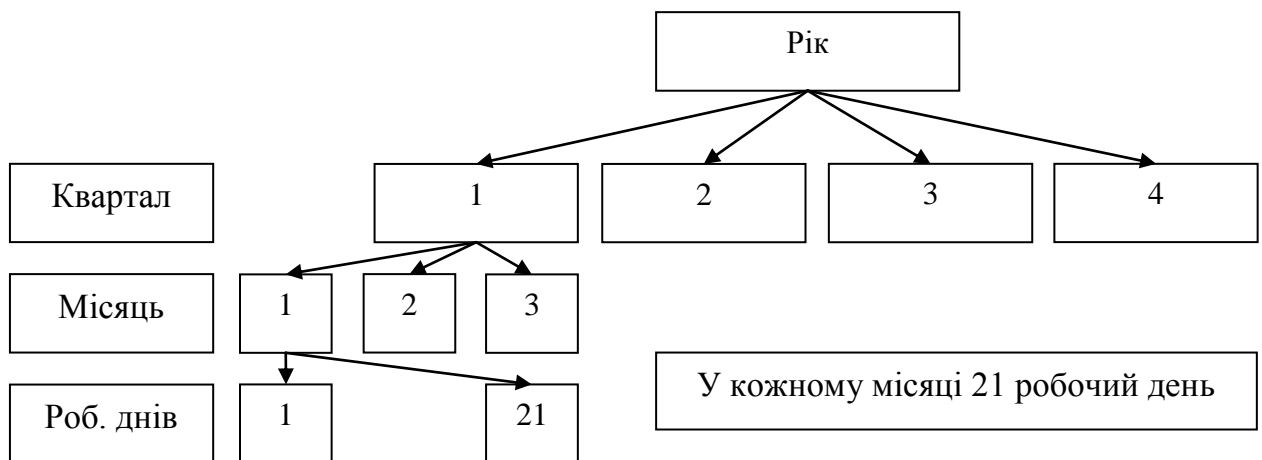 Рік
Квартал
1
2
3
4
Місяць
1
2
3
Роб. днів
1
21
У кожному місяці 21 робочий день